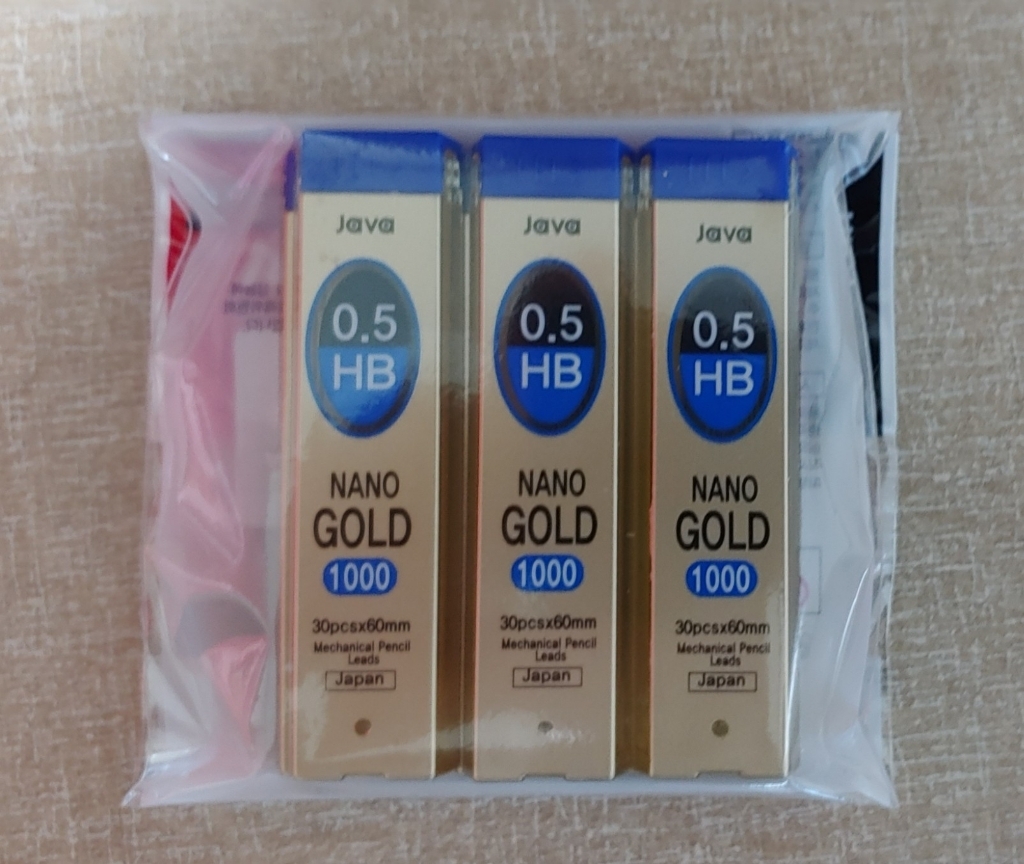 Java
0.5
HB
NANO
GOLD
1000
30pcsx60mm
Mechanical Pencil
Leads
Japan
Java
0.5
HB
NANO
GOLD
1000
30pcsx60mm
Mechanical Pencil
Leads
Japan
Java
0.5
HB
NANO
GOLD
1000
30pcsx60mm
Mechanical Pencil
Leads
Japan